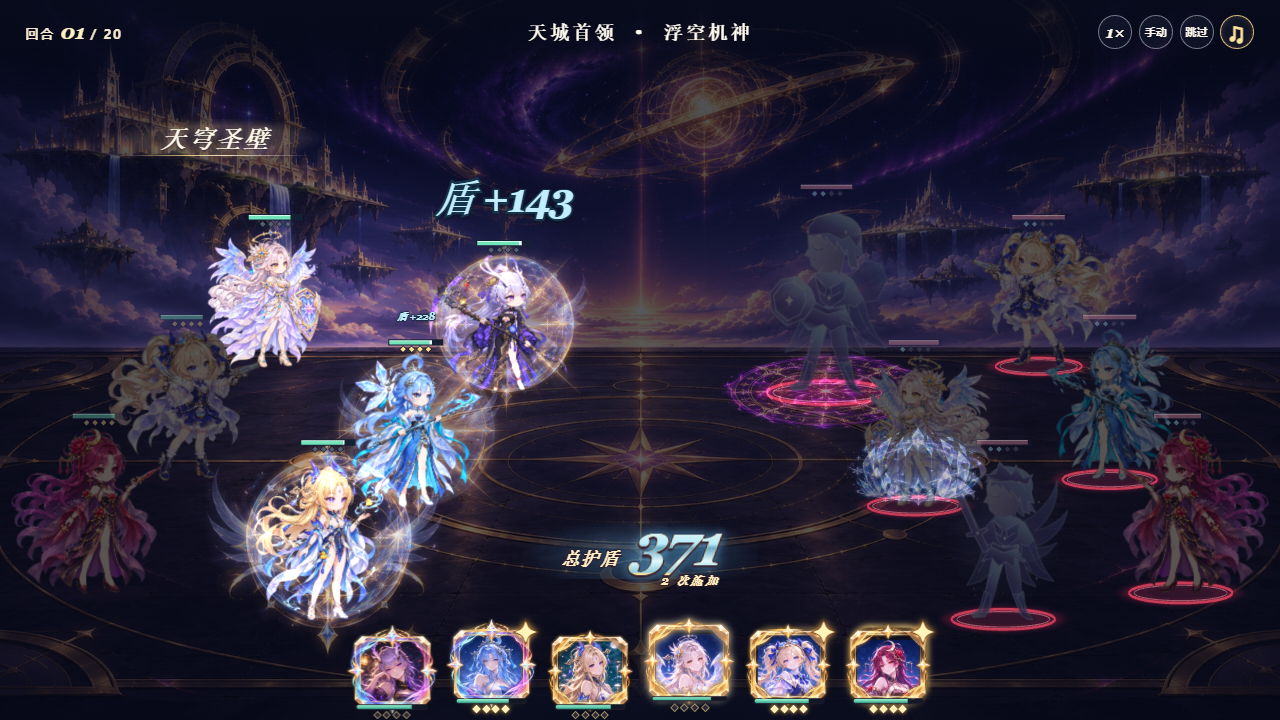 回合 01 / 20
天城首领 • 浮空机神
1×
手动
跳过
天穹圣壁
盾 +143
盾+228
总护盾 371
2 次施加